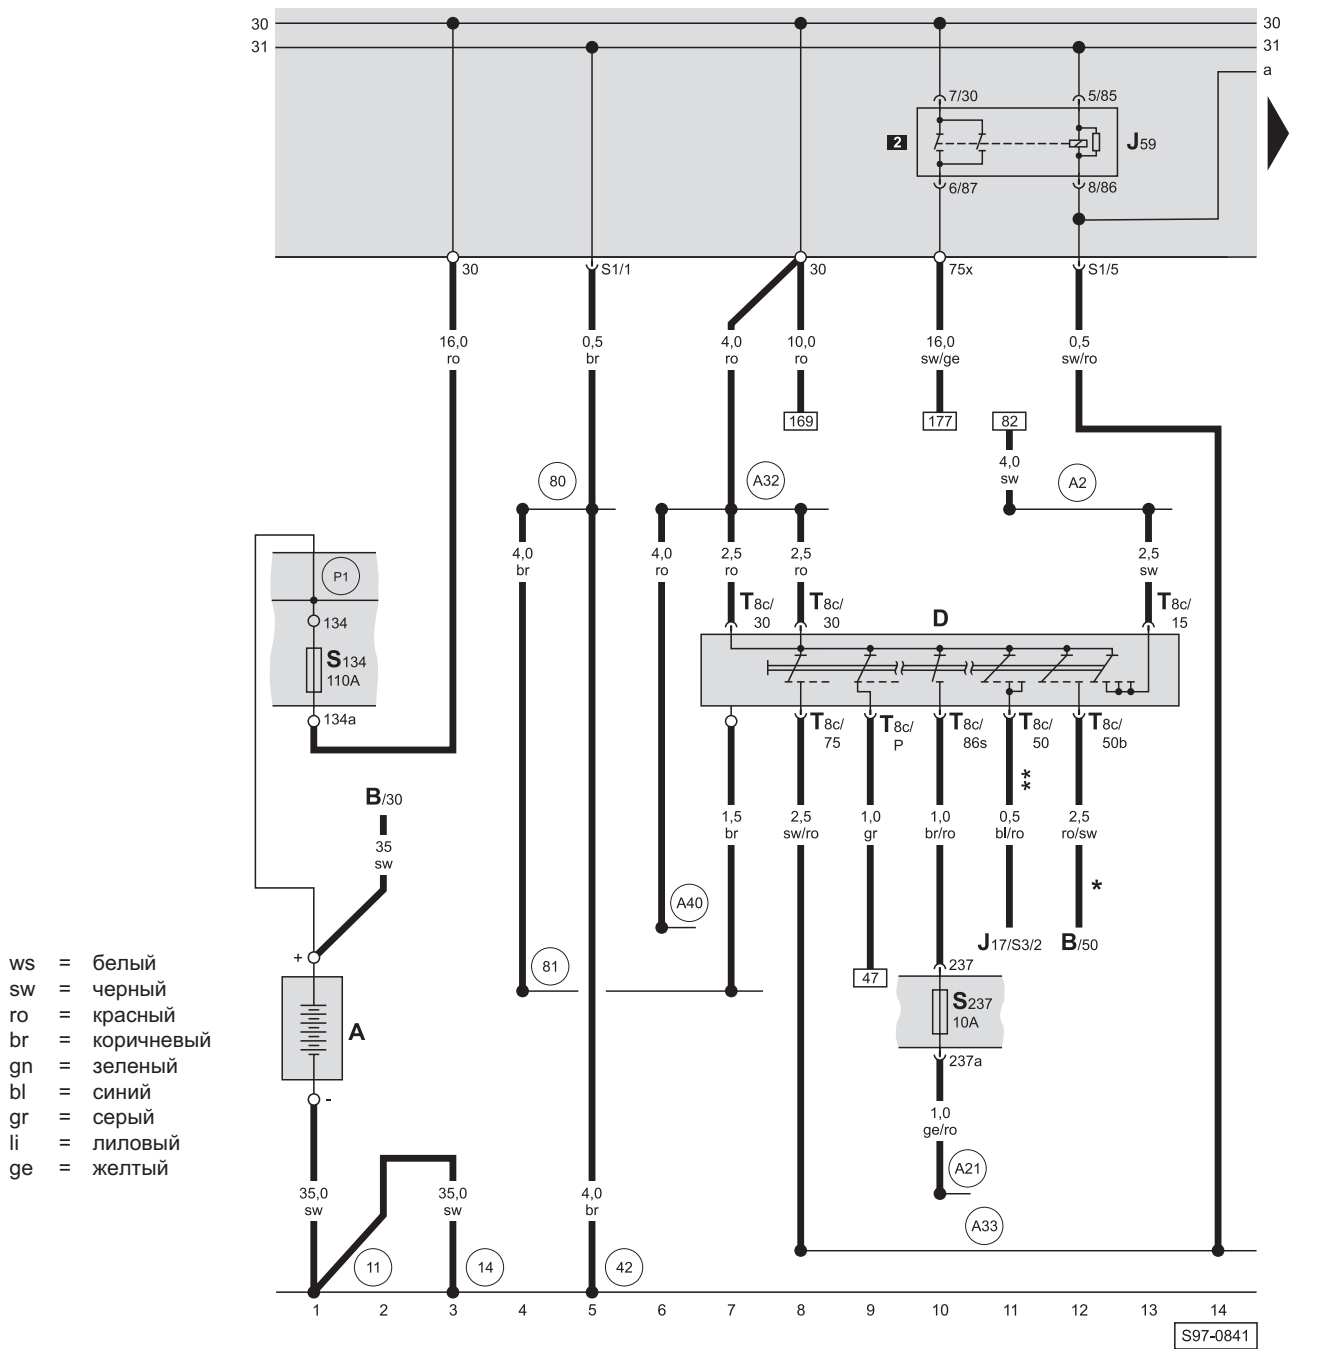 30 30
31 31
a
7/30 5/85
2 J59
6/87 8/86
30 S1/1 30 75x S1/5
16,0 0,5 4,0 10,0 16,0 0,5
ro br ro ro sw/ge sw/ro
169 177 82
4,0
sw
80 A32 A2
4,0 4,0 2,5 2,5 2,5
br ro ro ro sw
P1
T8c/ T8c/ T8c/
30 30 15
D
134
S134
110A
134a
T8c/ T8c/ T8c/ T8c/ T8c/
75 P 86s 50 50b
**
B/30
1,5 2,5 1,0 1,0 0,5 2,5
br sw/ro gr br/ro bl/ro ro/sw
35
sw
*
A40
J17/S3/2 B/50
+
81 47 237
ws = белый
sw = черный
ro = красный
br = коричневый
gn = зеленый
bl = синий
gr = серый
li = лиловый
ge = желтый
A
S237
10A
237a
-
1,0
ge/ro
A21
35,0 35,0 4,0
sw sw br
A33
11 14 42
1 2 3 4 5 6 7 8 9 10 11 12 13 14
S97-0841